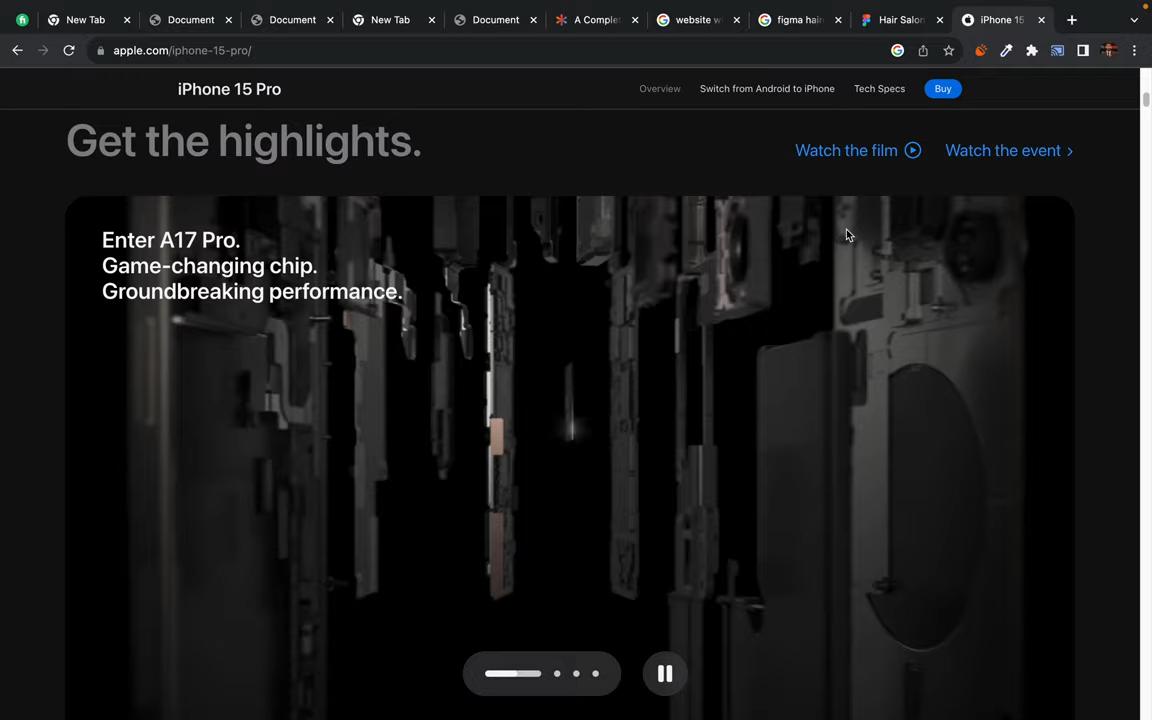 New Tab
Document
Document
New Tab
Document
A Comple
website w
figma hair
Hair Salon
iPhone 15
apple.com/iphone-15-pro/
iPhone 15 Pro
Overview
Switch from Android to iPhone
Tech Specs
Buy
Get the highlights.
Watch the film
Watch the event
Enter A17 Pro.
Game-changing chip.
Groundbreaking performance.